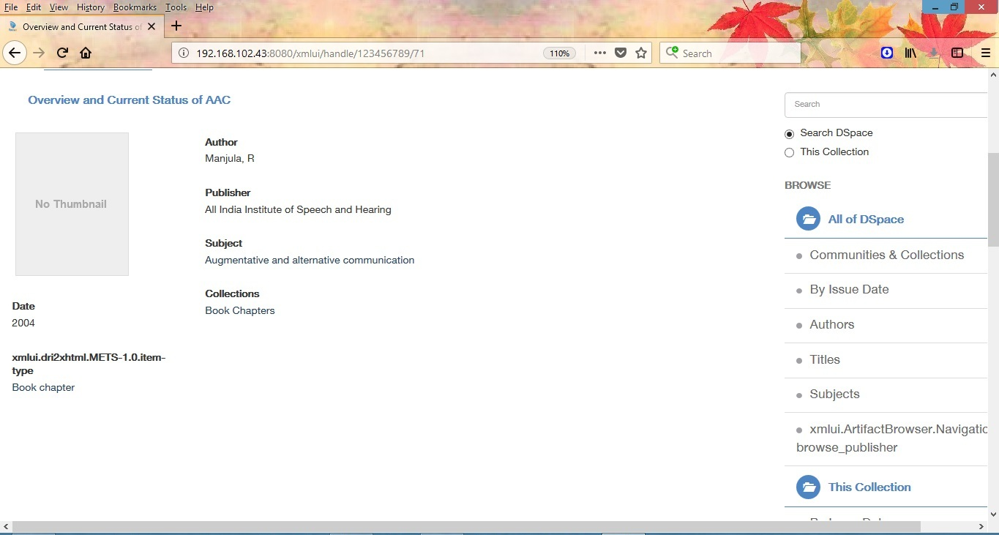 File Edit View History Bookmarks Tools Help
Overview and Current Status of
192.168.102.43:8080/xmlui/handle/123456789/71
110%
Search
Overview and Current Status of AAC
No Thumbnail
Date
2004
xmlui.dri2xhtml.METS-1.0.item-
type
Book chapter
Author
Manjula, R
Publisher
All India Institute of Speech and Hearing
Subject
Augmentative and alternative communication
Collections
Book Chapters
Search
Search DSpace
This Collection
BROWSE
All of DSpace
Communities & Collections
By Issue Date
Authors
Titles
Subjects
xmlui.ArtifactBrowser.Navigatic
browse_publisher
This Collection